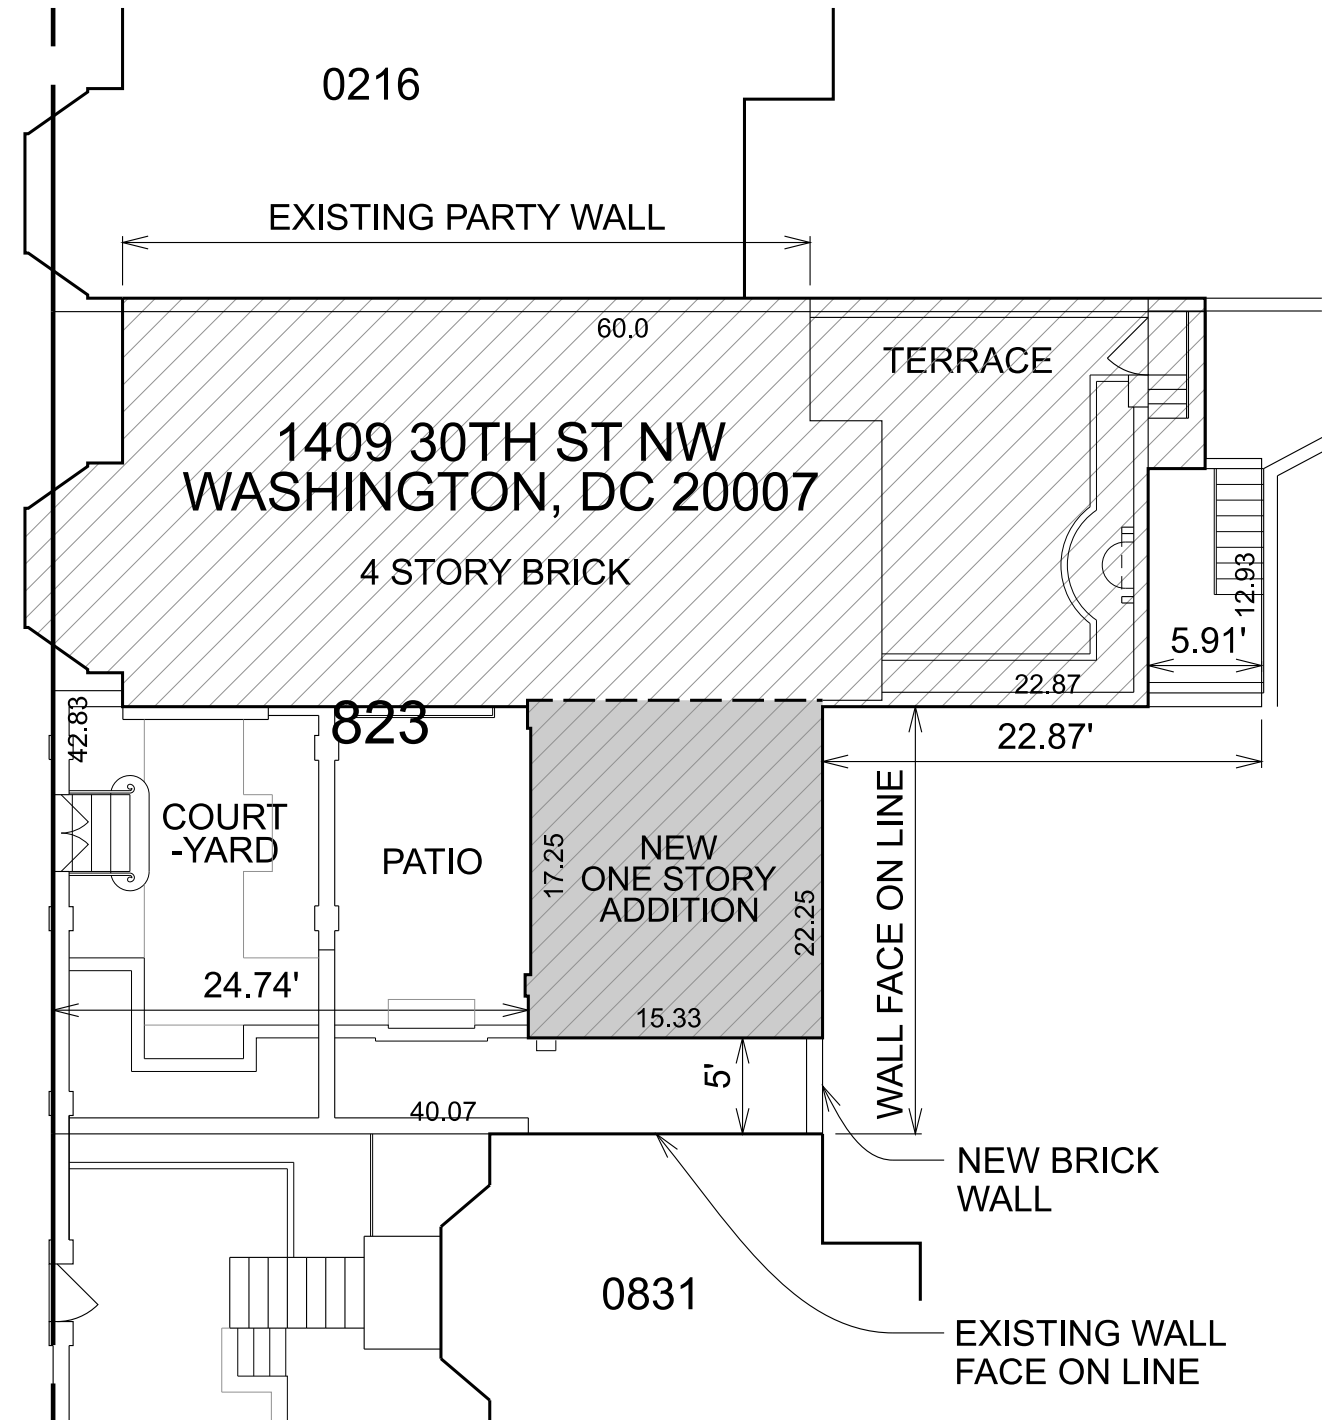 0216
EXISTING PARTY WALL
60.0
TERRACE
1409 30TH ST NW
WASHINGTON, DC 20007
4 STORY BRICK
12.93
5.91'
22.87
42.83
823
22.87'
COURT
-YARD
PATIO
17.25
NEW
ONE STORY
ADDITION
22.25
WALL FACE ON LINE
24.74'
15.33
5'
40.07
NEW BRICK
WALL
0831
EXISTING WALL
FACE ON LINE